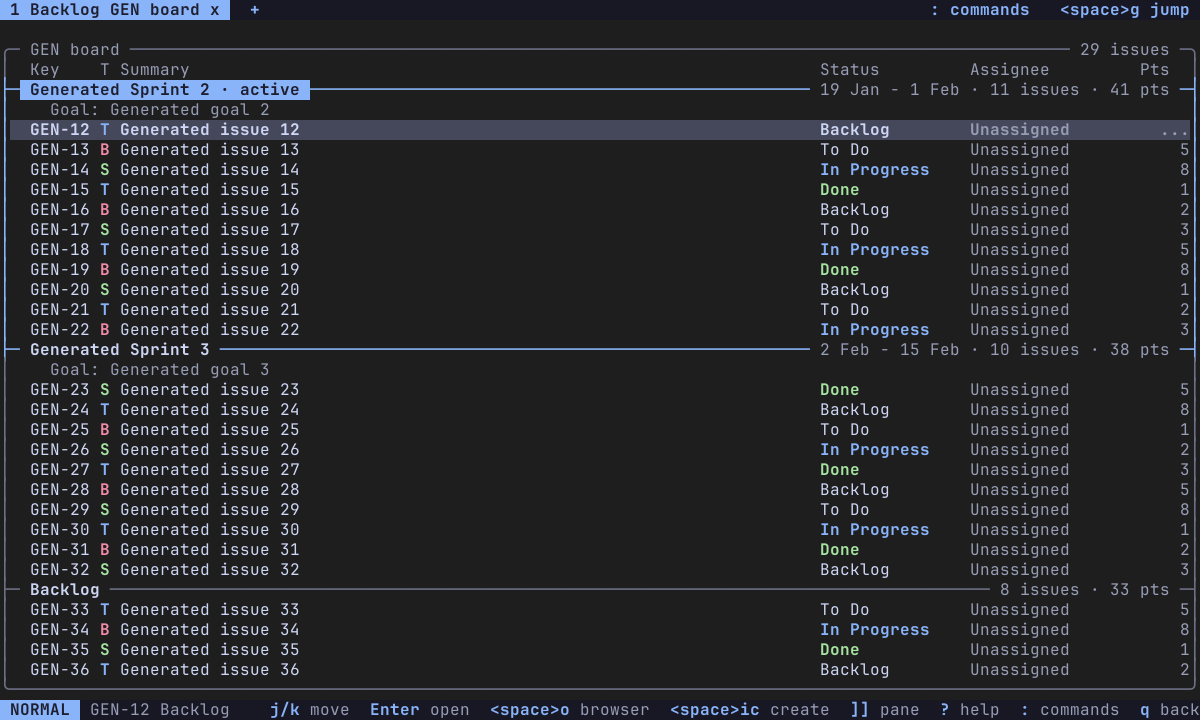 1 Backlog GEN board x + : commands <space>g jump
GEN board 29 issues
Key T Summary Status Assignee Pts
Generated Sprint 2 · active 19 Jan - 1 Feb · 11 issues · 41 pts
Goal: Generated goal 2
GEN-12 T Generated issue 12 Backlog Unassigned ...
GEN-13 B Generated issue 13 To Do Unassigned 5
GEN-14 S Generated issue 14 In Progress Unassigned 8
GEN-15 T Generated issue 15 Done Unassigned 1
GEN-16 B Generated issue 16 Backlog Unassigned 2
GEN-17 S Generated issue 17 To Do Unassigned 3
GEN-18 T Generated issue 18 In Progress Unassigned 5
GEN-19 B Generated issue 19 Done Unassigned 8
GEN-20 S Generated issue 20 Backlog Unassigned 1
GEN-21 T Generated issue 21 To Do Unassigned 2
GEN-22 B Generated issue 22 In Progress Unassigned 3
Generated Sprint 3 2 Feb - 15 Feb · 10 issues · 38 pts
Goal: Generated goal 3
GEN-23 S Generated issue 23 Done Unassigned 5
GEN-24 T Generated issue 24 Backlog Unassigned 8
GEN-25 B Generated issue 25 To Do Unassigned 1
GEN-26 S Generated issue 26 In Progress Unassigned 2
GEN-27 T Generated issue 27 Done Unassigned 3
GEN-28 B Generated issue 28 Backlog Unassigned 5
GEN-29 S Generated issue 29 To Do Unassigned 8
GEN-30 T Generated issue 30 In Progress Unassigned 1
GEN-31 B Generated issue 31 Done Unassigned 2
GEN-32 S Generated issue 32 Backlog Unassigned 3
Backlog 8 issues · 33 pts
GEN-33 T Generated issue 33 To Do Unassigned 5
GEN-34 B Generated issue 34 In Progress Unassigned 8
GEN-35 S Generated issue 35 Done Unassigned 1
GEN-36 T Generated issue 36 Backlog Unassigned 2
NORMAL GEN-12 Backlog j/k move Enter open <space>o browser <space>ic create ]] pane ? help : commands q back